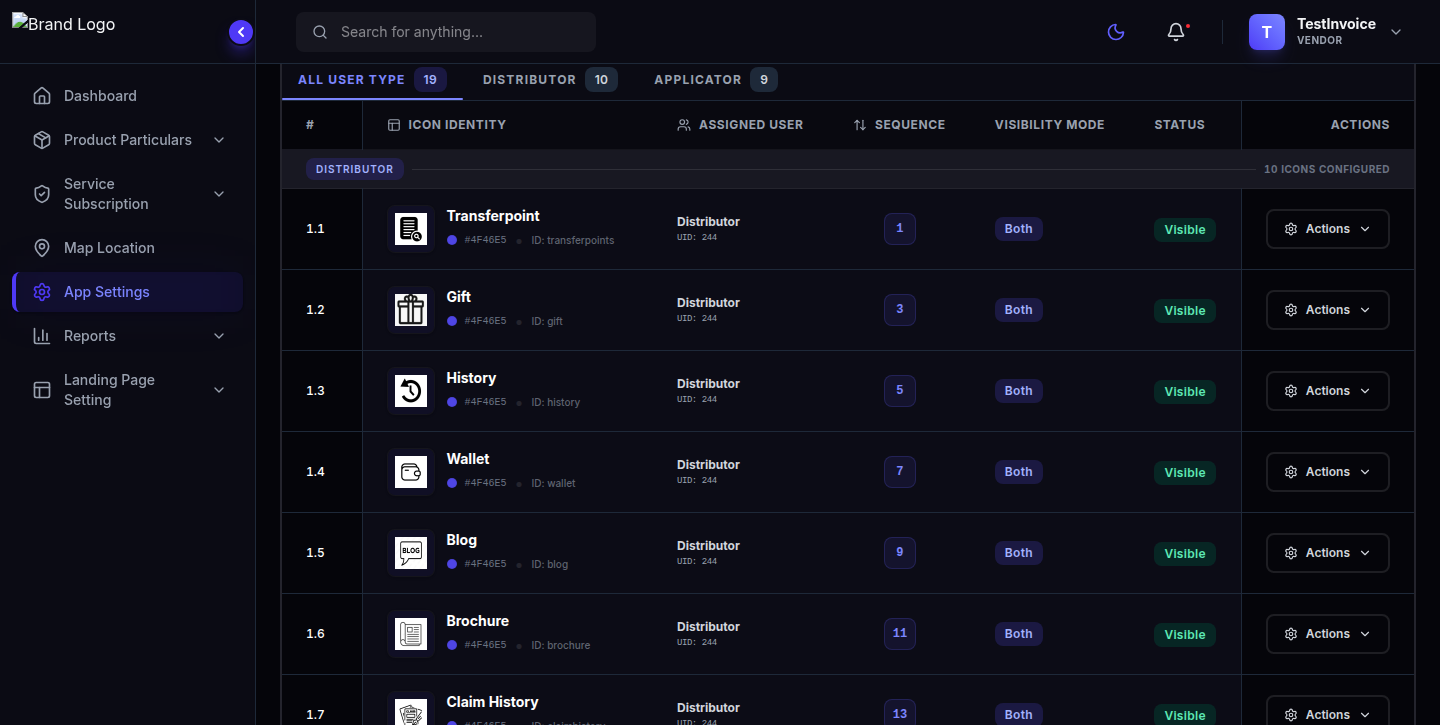 Brand Logo
Search for anything...
T
TestInvoice
VENDOR
Dashboard
Product Particulars
Service
Subscription
Map Location
App Settings
Reports
Landing Page
Setting
ALL USER TYPE 19 DISTRIBUTOR 10 APPLICATOR 9
# ICON IDENTITY ASSIGNED USER SEQUENCE VISIBILITY MODE STATUS ACTIONS
DISTRIBUTOR 10 ICONS CONFIGURED
1.1 Transferpoint Distributor 1 Both Visible Actions
#4F46E5 ID: transferpoints UID: 244
1.2 Gift Distributor 3 Both Visible Actions
#4F46E5 ID: gift UID: 244
1.3 History Distributor 5 Both Visible Actions
#4F46E5 ID: history UID: 244
1.4 Wallet Distributor 7 Both Visible Actions
#4F46E5 ID: wallet UID: 244
1.5 BLOG Blog Distributor 9 Both Visible Actions
#4F46E5 ID: blog UID: 244
1.6 Brochure Distributor 11 Both Visible Actions
#4F46E5 ID: brochure UID: 244
1.7 Claim History Distributor 13 Both Visible Actions
#4F46E5 ID: claimhistory UID: 244